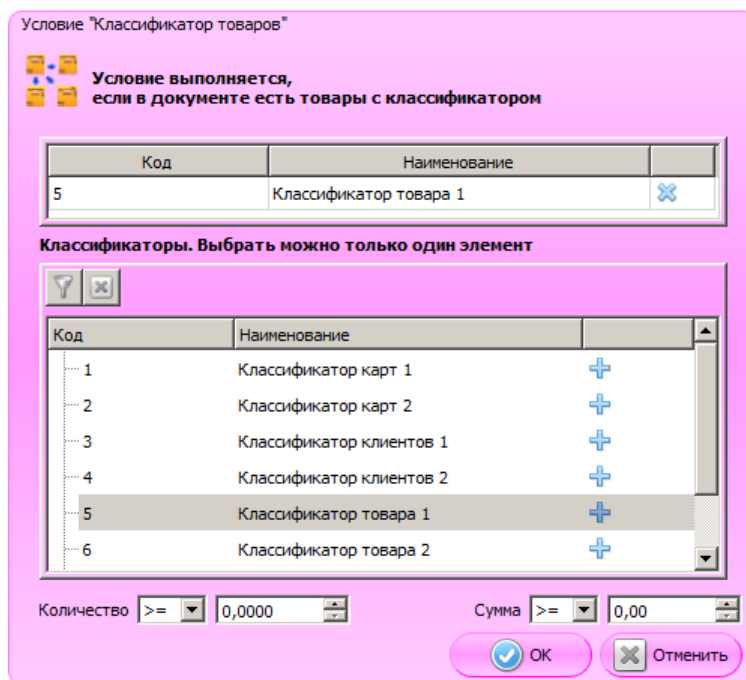 Условие "Классификатор товаров"
Условие выполняется,
если в документе есть товары с классификатором
Код Наименование
5 Классификатор товара 1
Классификаторы. Выбрать можно только один элемент
Код Наименование
1 Классификатор карт 1
2 Классификатор карт 2
3 Классификатор клиентов 1
4 Классификатор клиентов 2
5 Классификатор товара 1
6 Классификатор товара 2
Количество >= 0,0000 Сумма >= 0,00
ОК Отменить